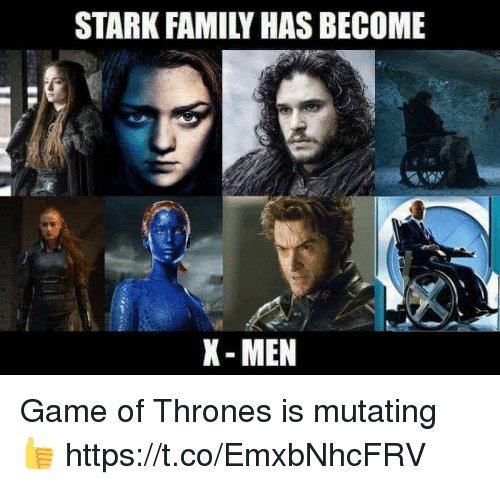 STARK FAMILY HAS BECOME
X - MEN
Game of Thrones is mutating
👍 https://t.co/EmxbNhcFRV